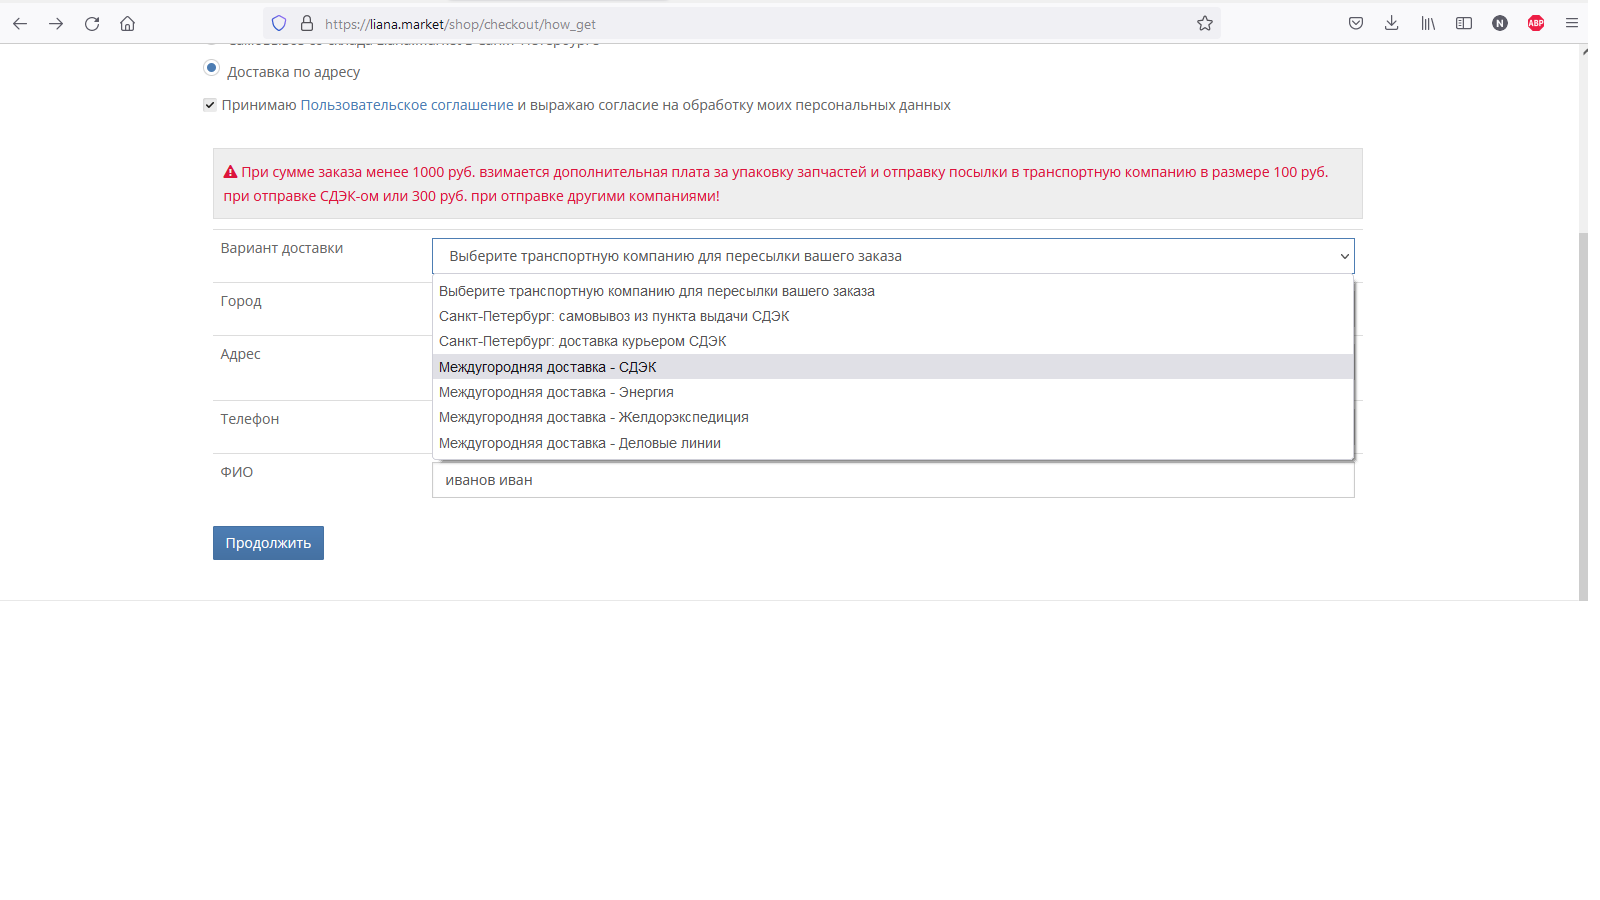 https://liana.market/shop/checkout/how_get
N
ABP
Доставка по адресу
Принимаю Пользовательское соглашение и выражаю согласие на обработку моих персональных данных
При сумме заказа менее 1000 руб. взимается дополнительная плата за упаковку запчастей и отправку посылки в транспортную компанию в размере 100 руб.
при отправке СДЭК-ом или 300 руб. при отправке другими компаниями!
Вариант доставки
Выберите транспортную компанию для пересылки вашего заказа
Выберите транспортную компанию для пересылки вашего заказа
Санкт-Петербург: самовывоз из пункта выдачи СДЭК
Санкт-Петербург: доставка курьером СДЭК
Междугородняя доставка - СДЭК
Междугородняя доставка - Энергия
Междугородняя доставка - Желдорэкспедиция
Междугородняя доставка - Деловые линии
Город
Адрес
Телефон
ФИО
иванов иван
Продолжить